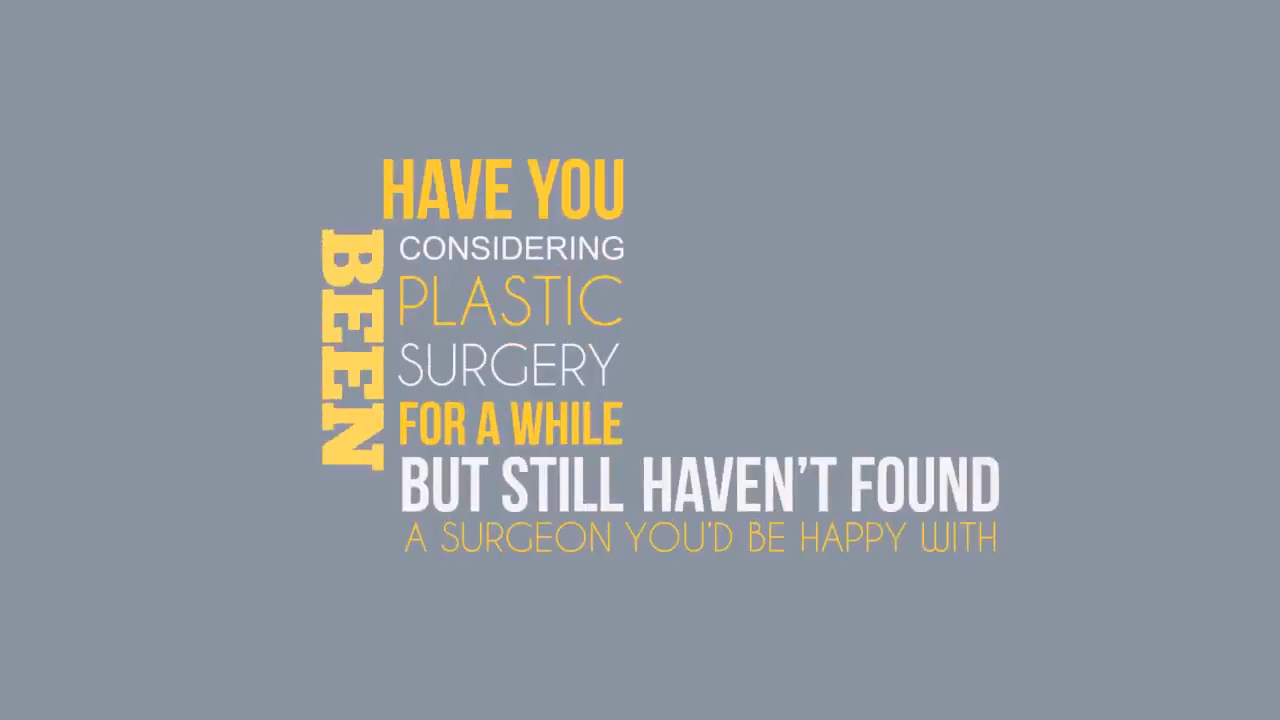 HAVE YOU
BEEN
CONSIDERING
PLASTIC
SURGERY
FOR A WHILE
BUT STILL HAVEN'T FOUND
A SURGEON YOU'D BE HAPPY WITH